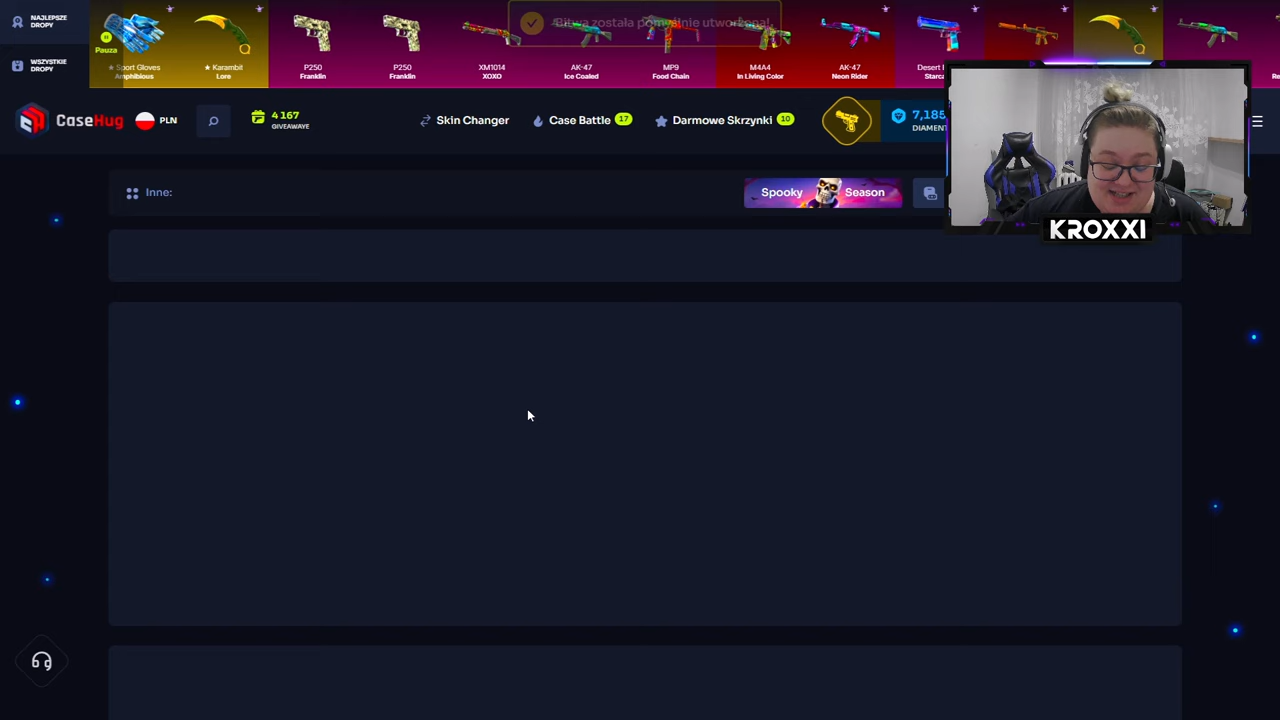 NAJLEPSZE
DROPY
WSZYSTKIE
DROPY
Pauza
★ Sport Gloves
Amphibious
★ Karambit
Lore
P250
Franklin
P250
Franklin
XM1014
XOXO
AK-47
Ice Coaled
MP9
Food Chain
M4A4
In Living Color
AK-47
Neon Rider
Desert
Bitwa została pomyślnie utworzona!
CaseHug
PLN
4 167
GIVEAWAYE
Skin Changer
Case Battle 17
Darmowe Skrzynki 10
7,185
DIAMENT
Inne:
Spooky Season
KROXXI